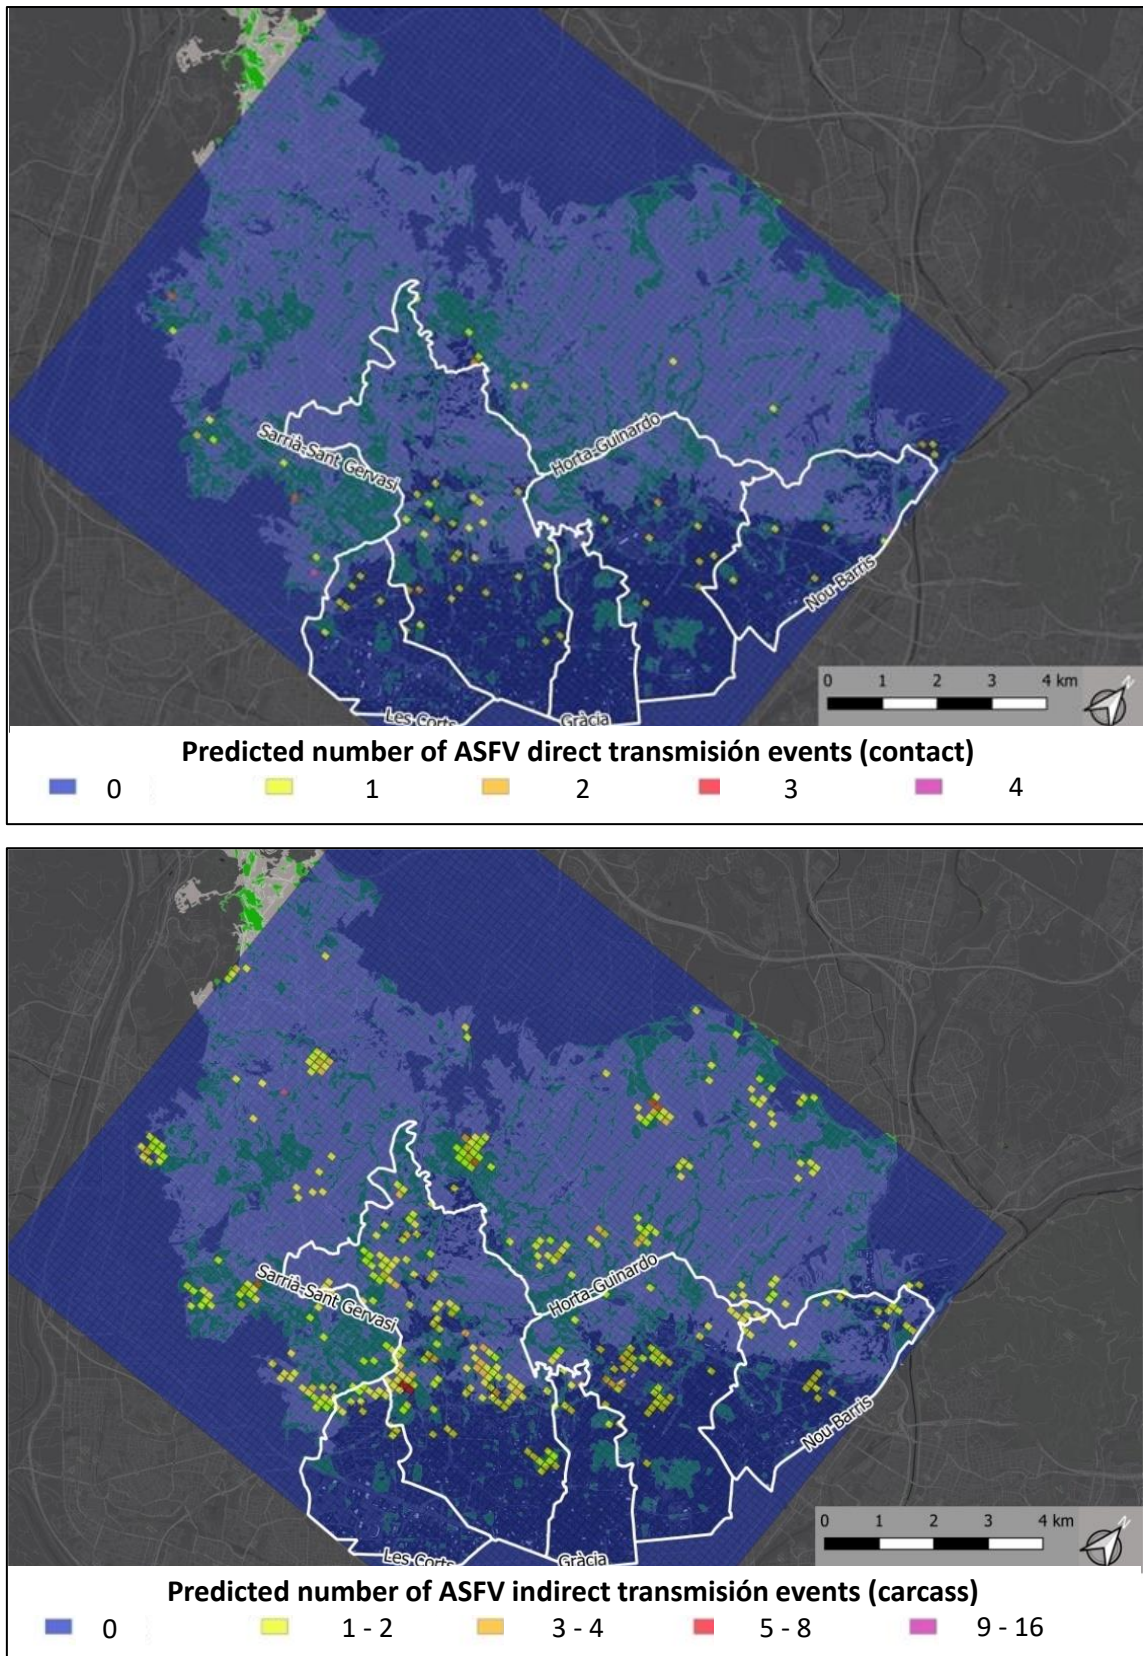 Sarrià-Sant Gervasi
Horta-Guinardo
Nou-Barris
Les Corts
Gràcia
0 1 2 3 4 km
N
Predicted number of ASFV direct transmisión events (contact)
0 1 2 3 4
Sarrià-Sant Gervasi
Horta-Guinardo
Nou-Barris
Les Corts
Gràcia
0 1 2 3 4 km
N
Predicted number of ASFV indirect transmisión events (carcass)
0 1 - 2 3 - 4 5 - 8 9 - 16